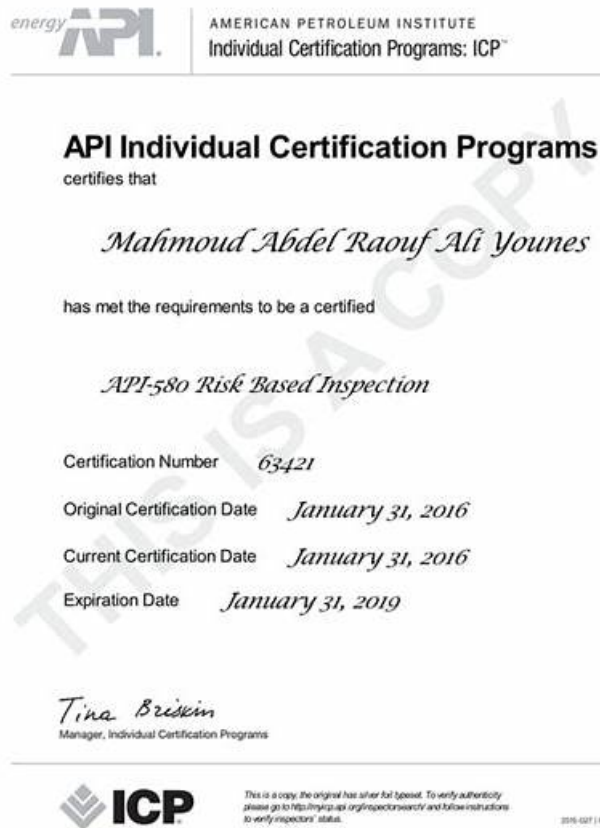 energy API.
AMERICAN PETROLEUM INSTITUTE
Individual Certification Programs: ICP™
API Individual Certification Programs
certifies that
Mahmoud Abdel Raouf Ali Younes
has met the requirements to be a certified
API-580 Risk Based Inspection
Certification Number 63421
Original Certification Date January 31, 2016
Current Certification Date January 31, 2016
Expiration Date January 31, 2019
THIS IS A COPY
Tina Briskin
Manager, Individual Certification Programs
ICP
This is a copy, the original has silver foil typeset. To verify authenticity
please go to http://myicp.api.org/inspectorsearch/ and follow instructions
to verify inspectors' status.